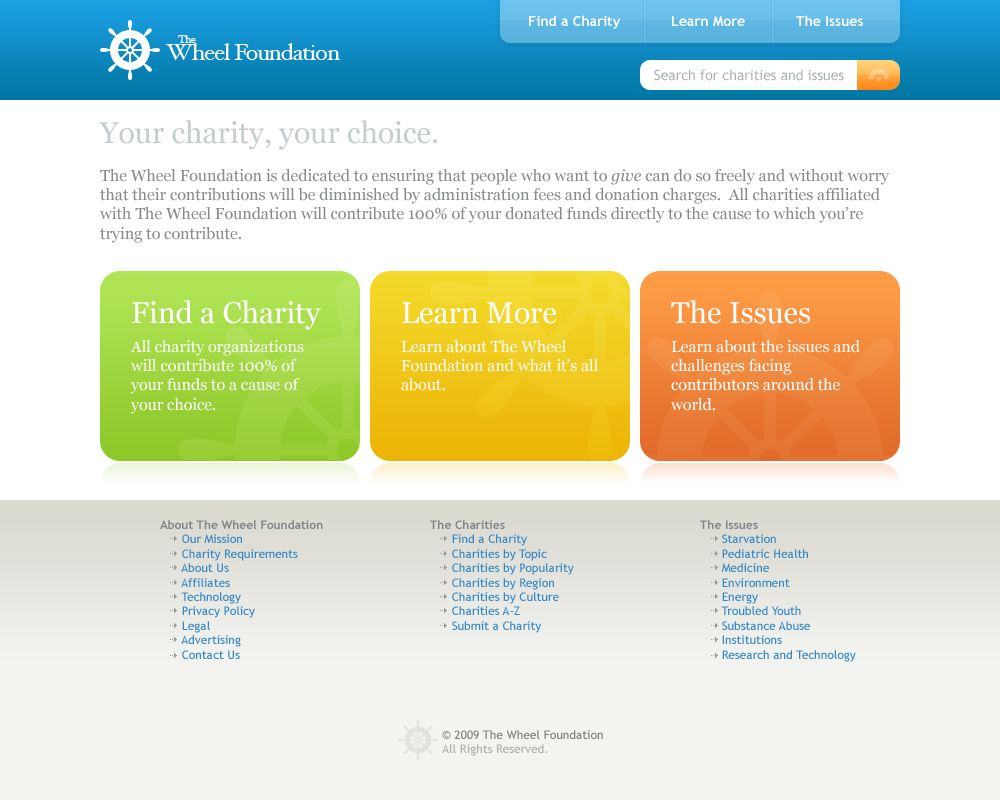 The
Wheel Foundation
Find a Charity
Learn More
The Issues
Search for charities and issues
Your charity, your choice.
The Wheel Foundation is dedicated to ensuring that people who want to give can do so freely and without worry
that their contributions will be diminished by administration fees and donation charges.  All charities affiliated
with The Wheel Foundation will contribute 100% of your donated funds directly to the cause to which you’re
trying to contribute.
Find a Charity
All charity organizations
will contribute 100% of
your funds to a cause of
your choice.
Learn More
Learn about The Wheel
Foundation and what it’s all
about.
The Issues
Learn about the issues and
challenges facing
contributors around the
world.
About The Wheel Foundation
Our Mission
Charity Requirements
About Us
Affiliates
Technology
Privacy Policy
Legal
Advertising
Contact Us
The Charities
Find a Charity
Charities by Topic
Charities by Popularity
Charities by Region
Charities by Culture
Charities A-Z
Submit a Charity
The Issues
Starvation
Pediatric Health
Medicine
Environment
Energy
Troubled Youth
Substance Abuse
Institutions
Research and Technology
© 2009 The Wheel Foundation
All Rights Reserved.